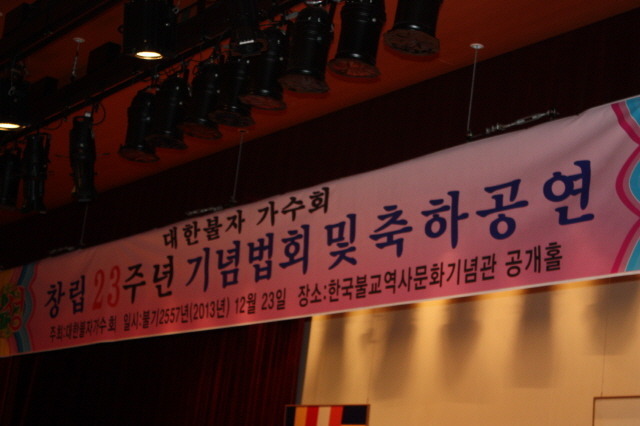 대한불자 가수회
창립 23주년 기념법회 및 축하공연
주최:대한불자가수회 일시:불기2557년(2013년) 12월 23일 장소:한국불교역사문화기념관 공개홀